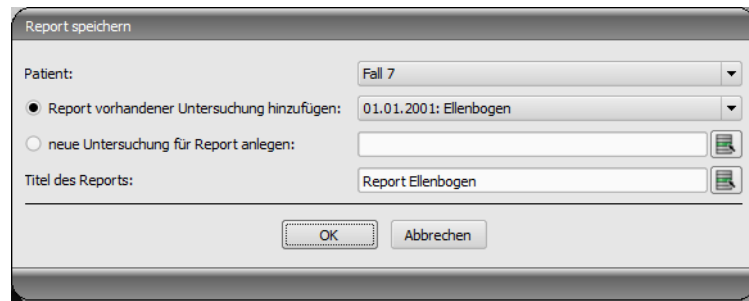 Report speichern
Patient: Fall 7
Report vorhandener Untersuchung hinzufügen: 01.01.2001: Ellenbogen
neue Untersuchung für Report anlegen:
Titel des Reports: Report Ellenbogen
OK Abbrechen